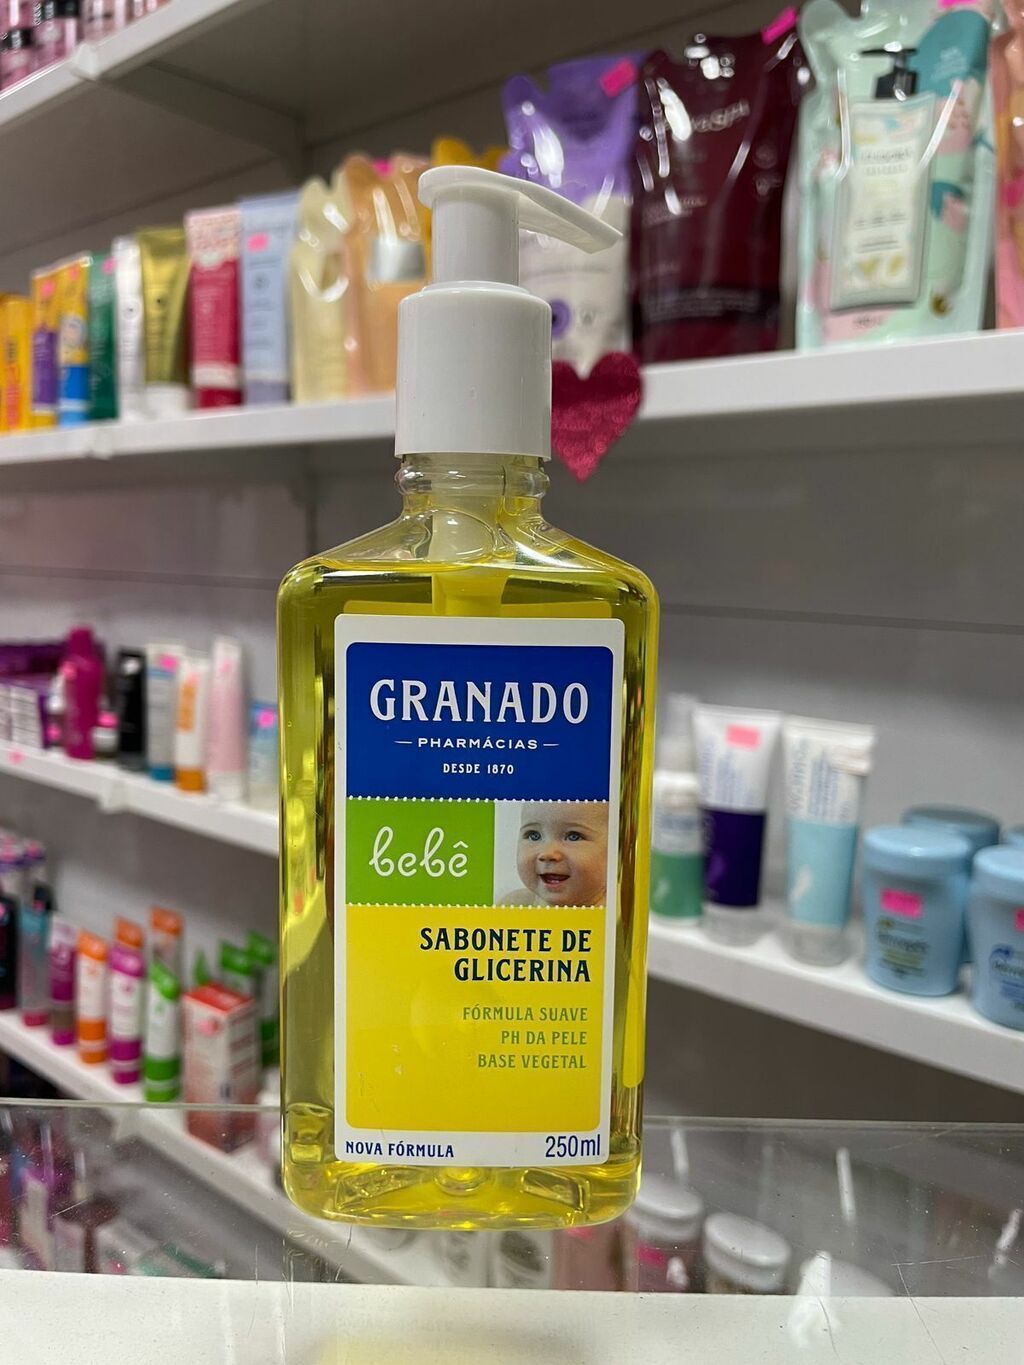 GRANADO
PHARMÁCIAS
DESDE 1870
bebê
SABONETE DE
GLICERINA
FÓRMULA SUAVE
PH DA PELE
BASE VEGETAL
NOVA FÓRMULA
250ml